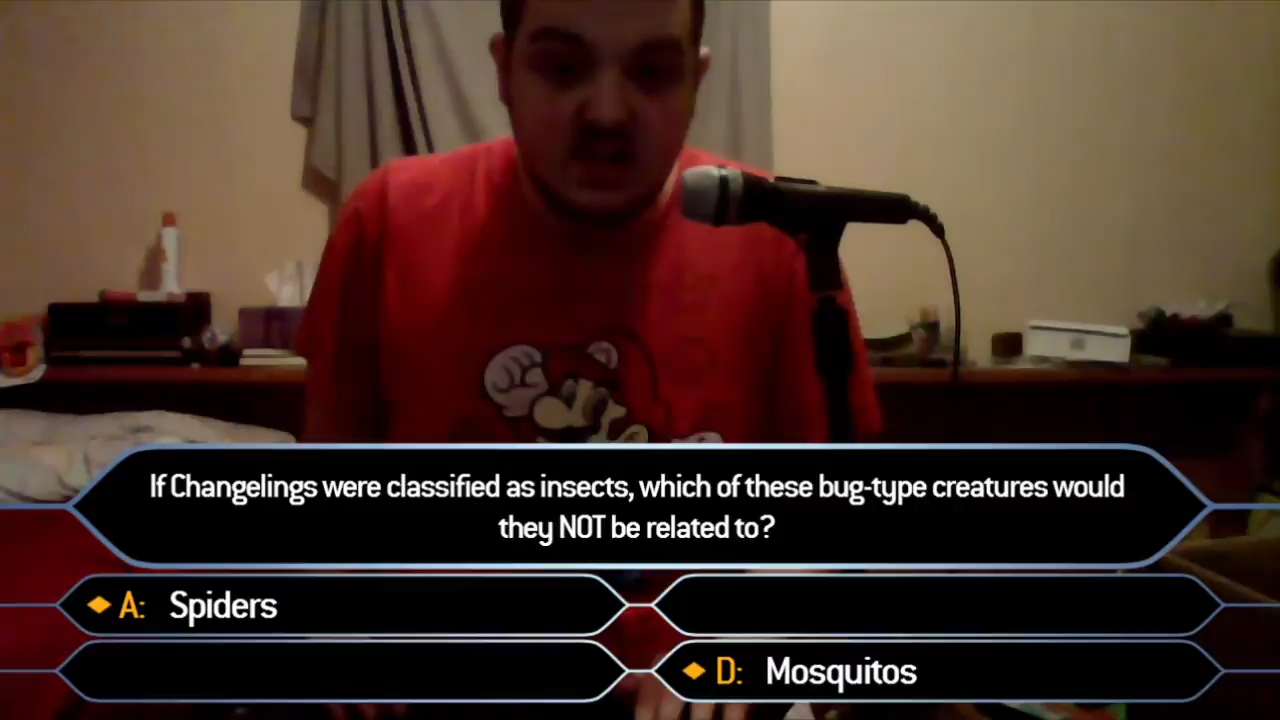 If Changelings were classified as insects, which of these bug-type creatures would
they NOT be related to?
A: Spiders
D: Mosquitos